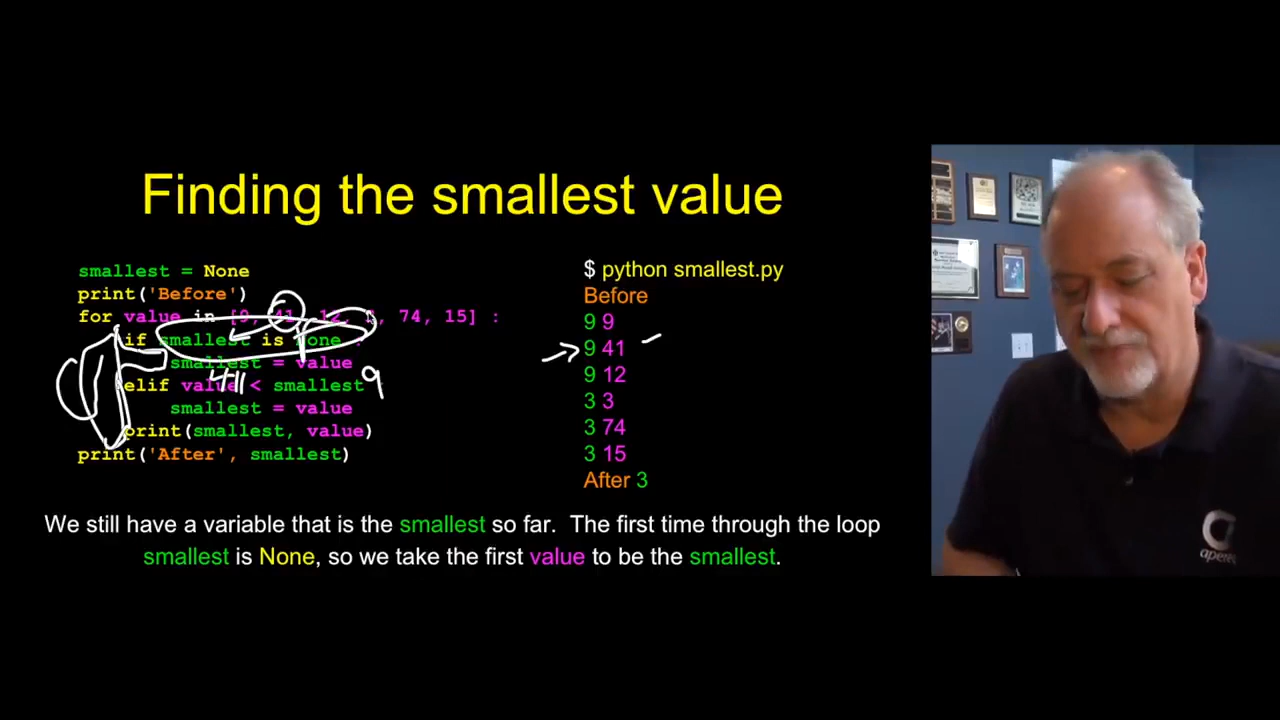 Finding the smallest value
smallest = None
print('Before')
for value in [9, 41, 12, 3, 74, 15] :
if smallest is None :
smallest = value
elif value < smallest :
smallest = value
print(smallest, value)
print('After', smallest)
41
9
$ python smallest.py
Before
9 9
9 41
9 12
3 3
3 74
3 15
After 3
We still have a variable that is the smallest so far. The first time through the loop
smallest is None, so we take the first value to be the smallest.